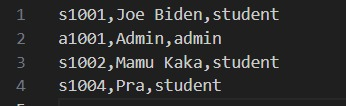 1 s1001,Joe Biden,student
2 a1001,Admin,admin
3 s1002,Mamu Kaka,student
4 s1004,Pra,student